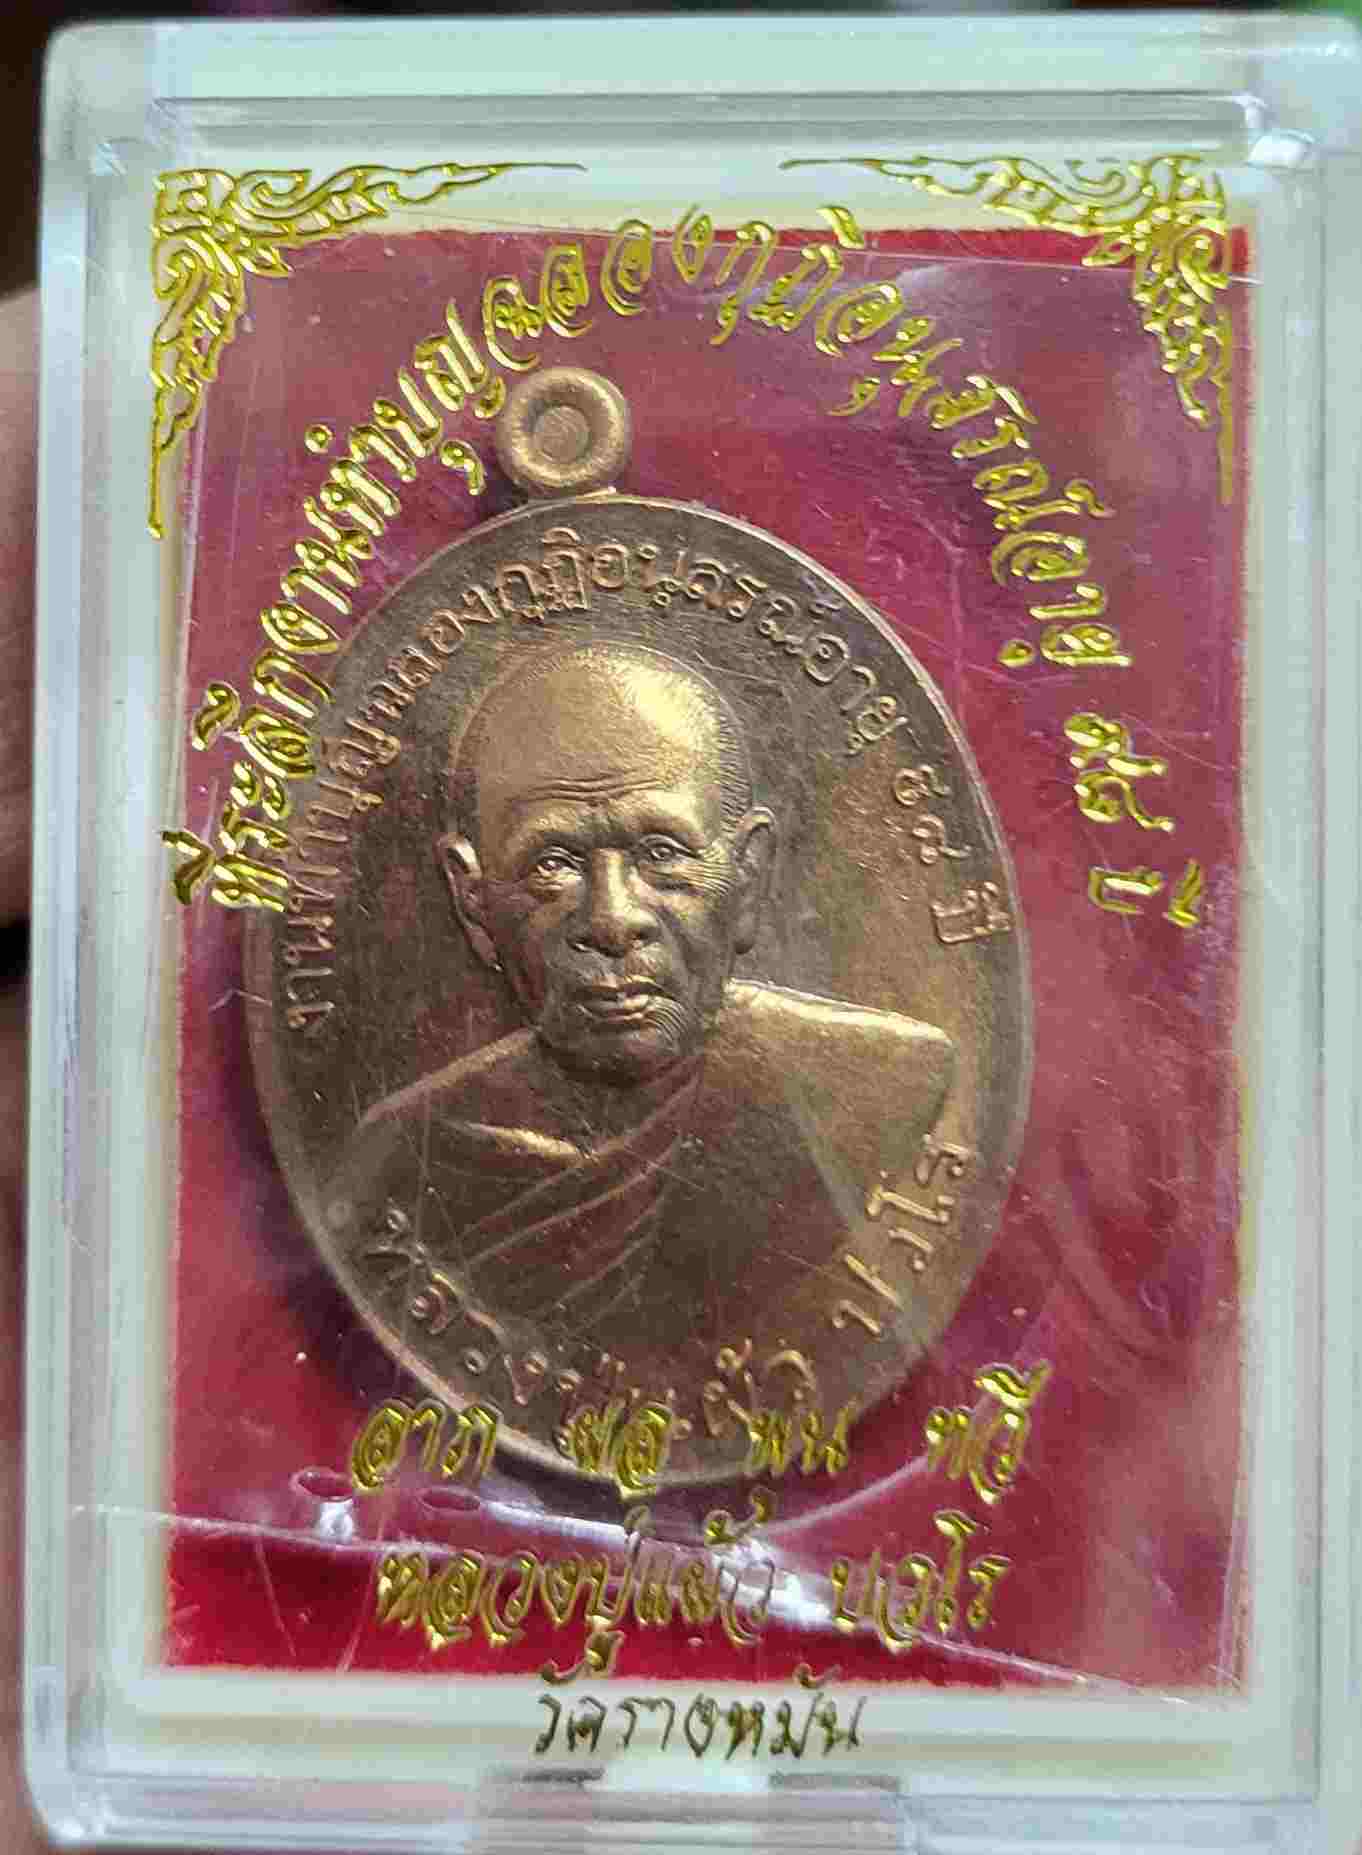 ที่ระลึกงานทำบุญฉลองกุฏิอนุสรณ์อายุ ๙๘ ปี
งานทำบุญฉลองกุฏิอนุสรณ์อายุ ๙๘ ปี
หลวงปู่แผ้ว ปวโร
ลาภ ผล พูน ทวี
หลวงปู่แผ้ว ปวโร
วัดรางหมัน